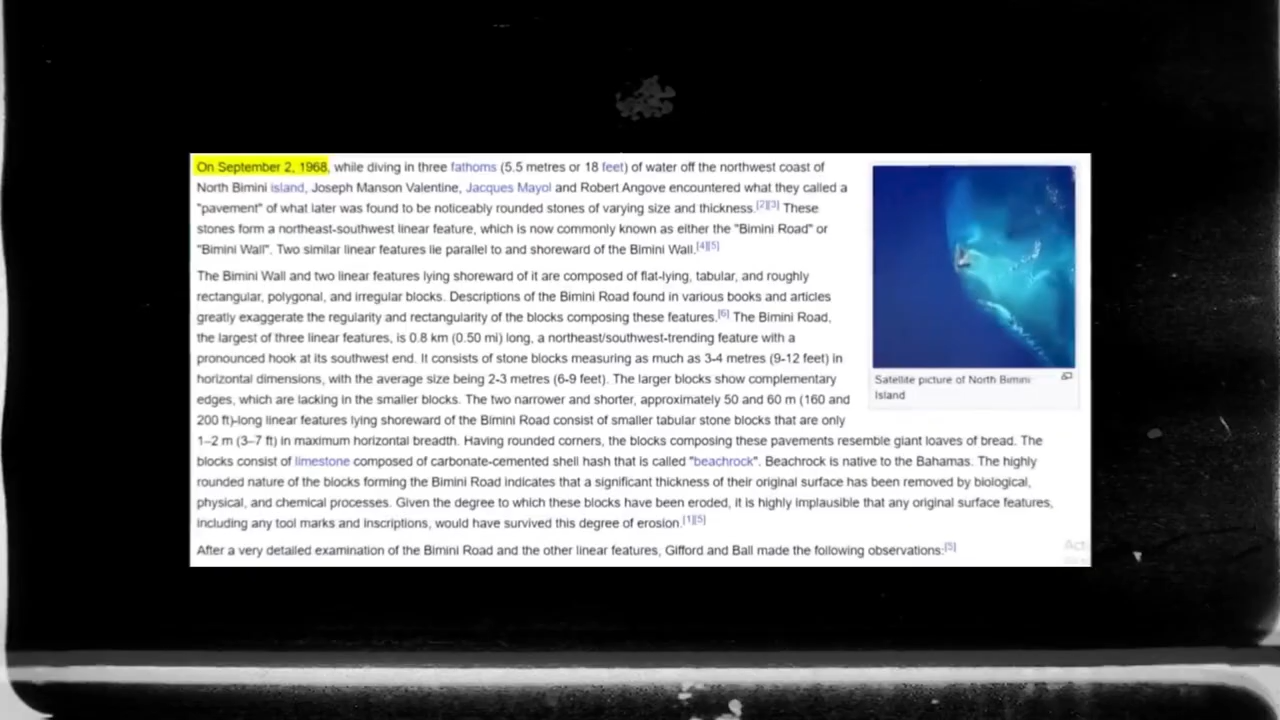 On September 2, 1968, while diving in three fathoms (5.5 metres or 18 feet) of water off the northwest coast of
North Bimini island, Joseph Manson Valentine, Jacques Mayol and Robert Angove encountered what they called a
"pavement" of what later was found to be noticeably rounded stones of varying size and thickness.[2][3] These
stones form a northeast-southwest linear feature, which is now commonly known as either the "Bimini Road" or
"Bimini Wall". Two similar linear features lie parallel to and shoreward of the Bimini Wall.[4][5]
The Bimini Wall and two linear features lying shoreward of it are composed of flat-lying, tabular, and roughly
rectangular, polygonal, and irregular blocks. Descriptions of the Bimini Road found in various books and articles
greatly exaggerate the regularity and rectangularity of the blocks composing these features.[6] The Bimini Road,
the largest of three linear features, is 0.8 km (0.50 mi) long, a northeast/southwest-trending feature with a
pronounced hook at its southwest end. It consists of stone blocks measuring as much as 3-4 metres (9-12 feet) in
horizontal dimensions, with the average size being 2-3 metres (6-9 feet). The larger blocks show complementary
edges, which are lacking in the smaller blocks. The two narrower and shorter, approximately 50 and 60 m (160 and
200 ft)-long linear features lying shoreward of the Bimini Road consist of smaller tabular stone blocks that are only
1–2 m (3–7 ft) in maximum horizontal breadth. Having rounded corners, the blocks composing these pavements resemble giant loaves of bread. The
blocks consist of limestone composed of carbonate-cemented shell hash that is called "beachrock". Beachrock is native to the Bahamas. The highly
rounded nature of the blocks forming the Bimini Road indicates that a significant thickness of their original surface has been removed by biological,
physical, and chemical processes. Given the degree to which these blocks have been eroded, it is highly implausible that any original surface features,
including any tool marks and inscriptions, would have survived this degree of erosion.[1][5]
After a very detailed examination of the Bimini Road and the other linear features, Gifford and Ball made the following observations:[5]
Satellite picture of North Bimini
Island